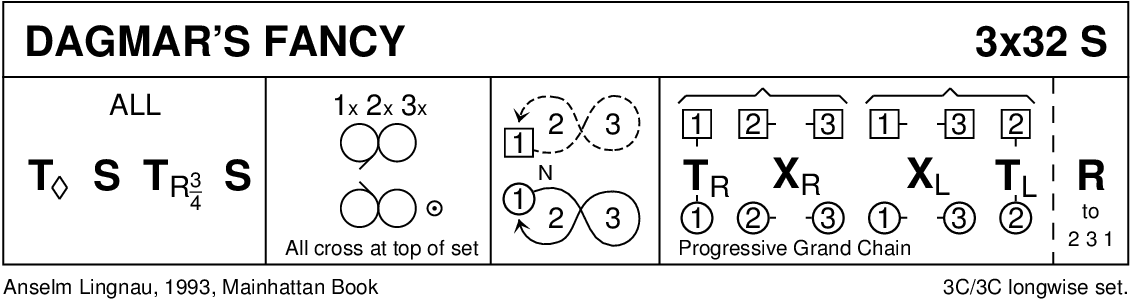 DAGMAR'S FANCY 3x32 S
ALL
T◊ S TR3/4 S
1x 2x 3x
All cross at top of set
2 3
1
N
1
2 3
1 2 3 1 3 2
TR XR XL TL
1 2 3 1 3 2
Progressive Grand Chain
R
to
2 3 1
Anselm Lingnau, 1993, Mainhattan Book 3C/3C longwise set.